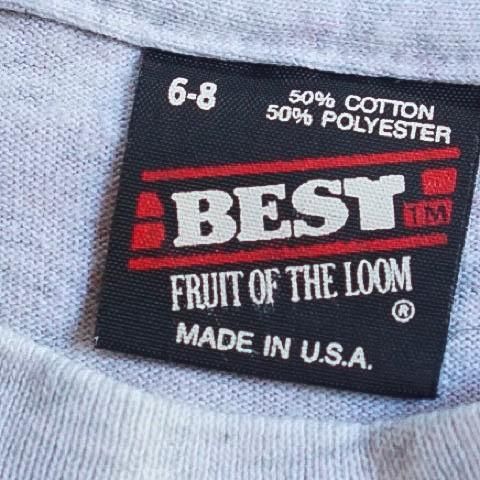 6-8
50% COTTON
50% POLYESTER
BEST TM
FRUIT OF THE LOOM
®
MADE IN U.S.A.